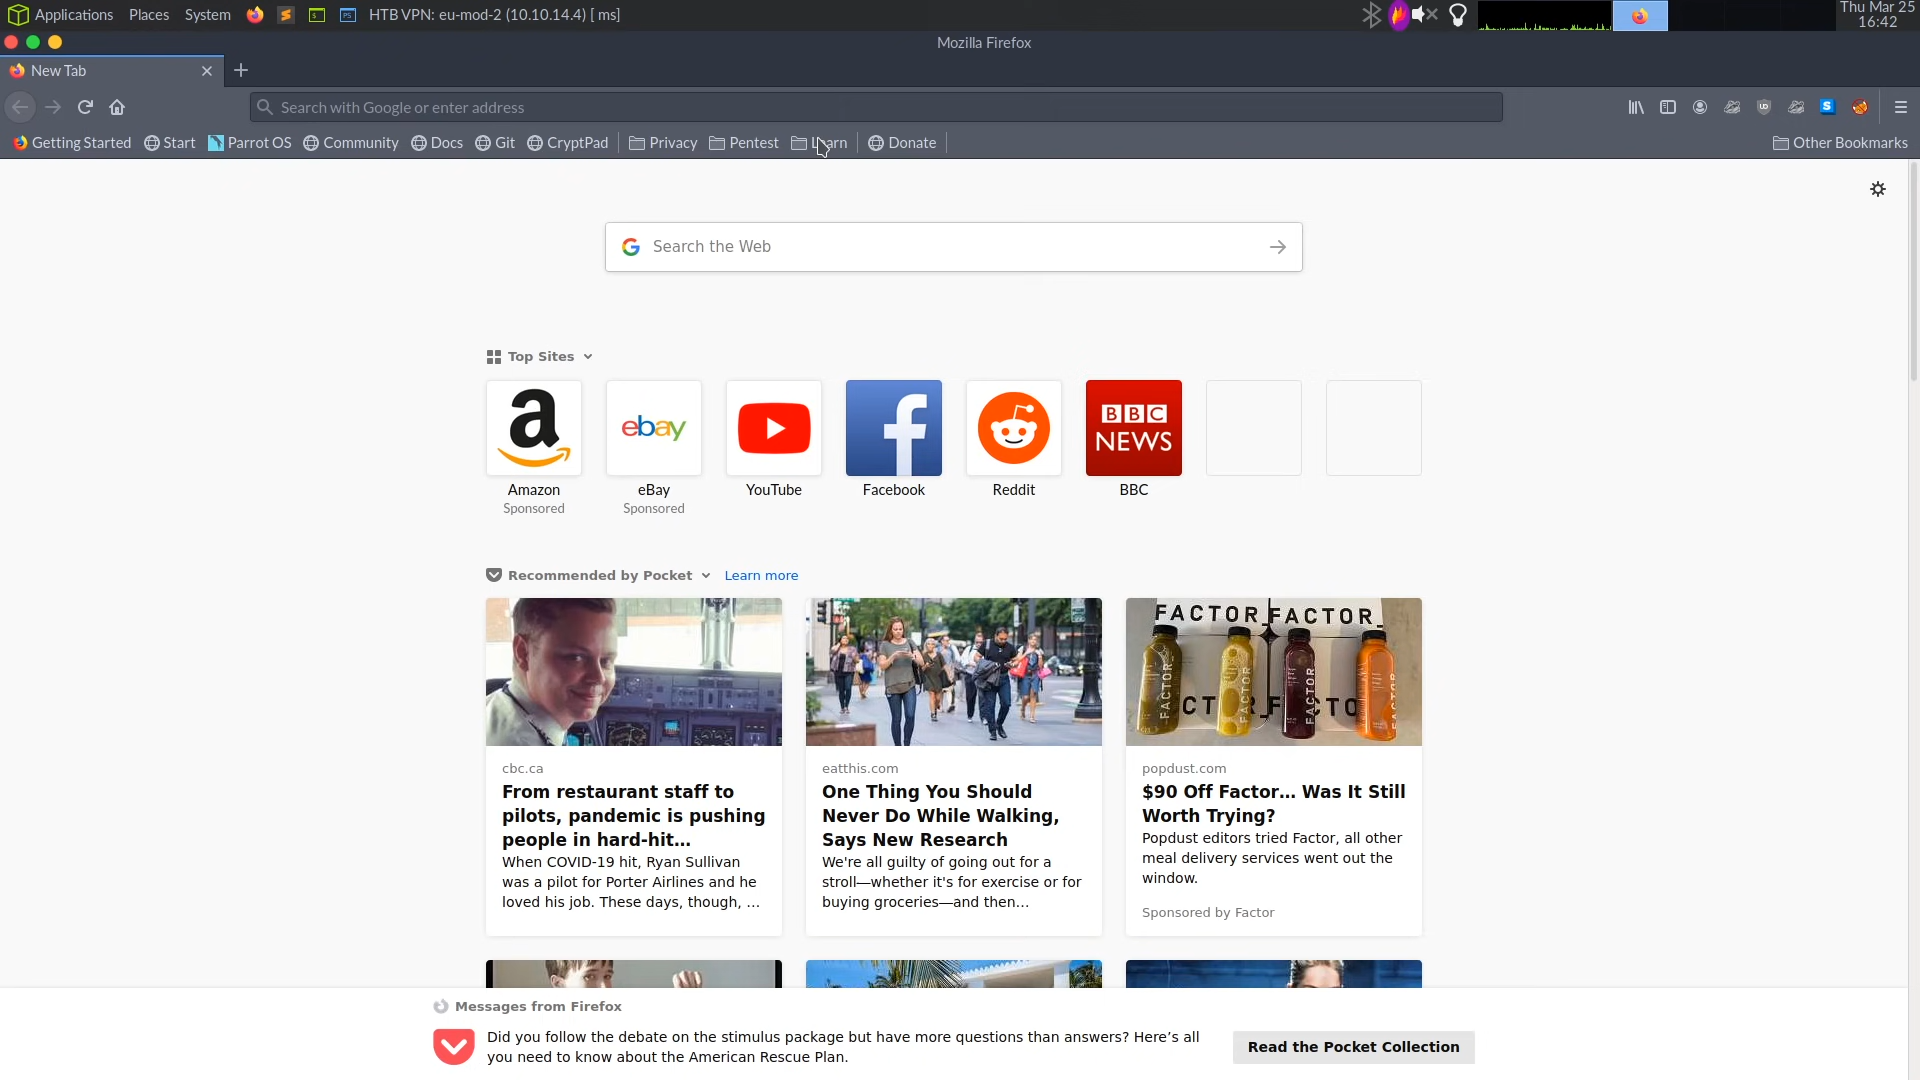 Applications Places System HTB VPN: eu-mod-2 (10.10.14.4) [ ms]
Thu Mar 25
16:42
Mozilla Firefox
New Tab
Search with Google or enter address
Getting Started Start Parrot OS Community Docs Git CryptPad Privacy Pentest Learn Donate Other Bookmarks
Search the Web
Top Sites
a ebay f BBC NEWS
Amazon eBay YouTube Facebook Reddit BBC
Sponsored Sponsored
Recommended by Pocket Learn more
FACTOR_FACTOR_
CT R_FACTO
FACTOR FACTOR FACTOR
cbc.ca
From restaurant staff to
pilots, pandemic is pushing
people in hard-hit…
When COVID-19 hit, Ryan Sullivan
was a pilot for Porter Airlines and he
loved his job. These days, though, …
eatthis.com
One Thing You Should
Never Do While Walking,
Says New Research
We're all guilty of going out for a
stroll—whether it's for exercise or for
buying groceries—and then…
popdust.com
$90 Off Factor… Was It Still
Worth Trying?
Popdust editors tried Factor, all other
meal delivery services went out the
window.
Sponsored by Factor
Messages from Firefox
Did you follow the debate on the stimulus package but have more questions than answers? Here’s all
you need to know about the American Rescue Plan.
Read the Pocket Collection